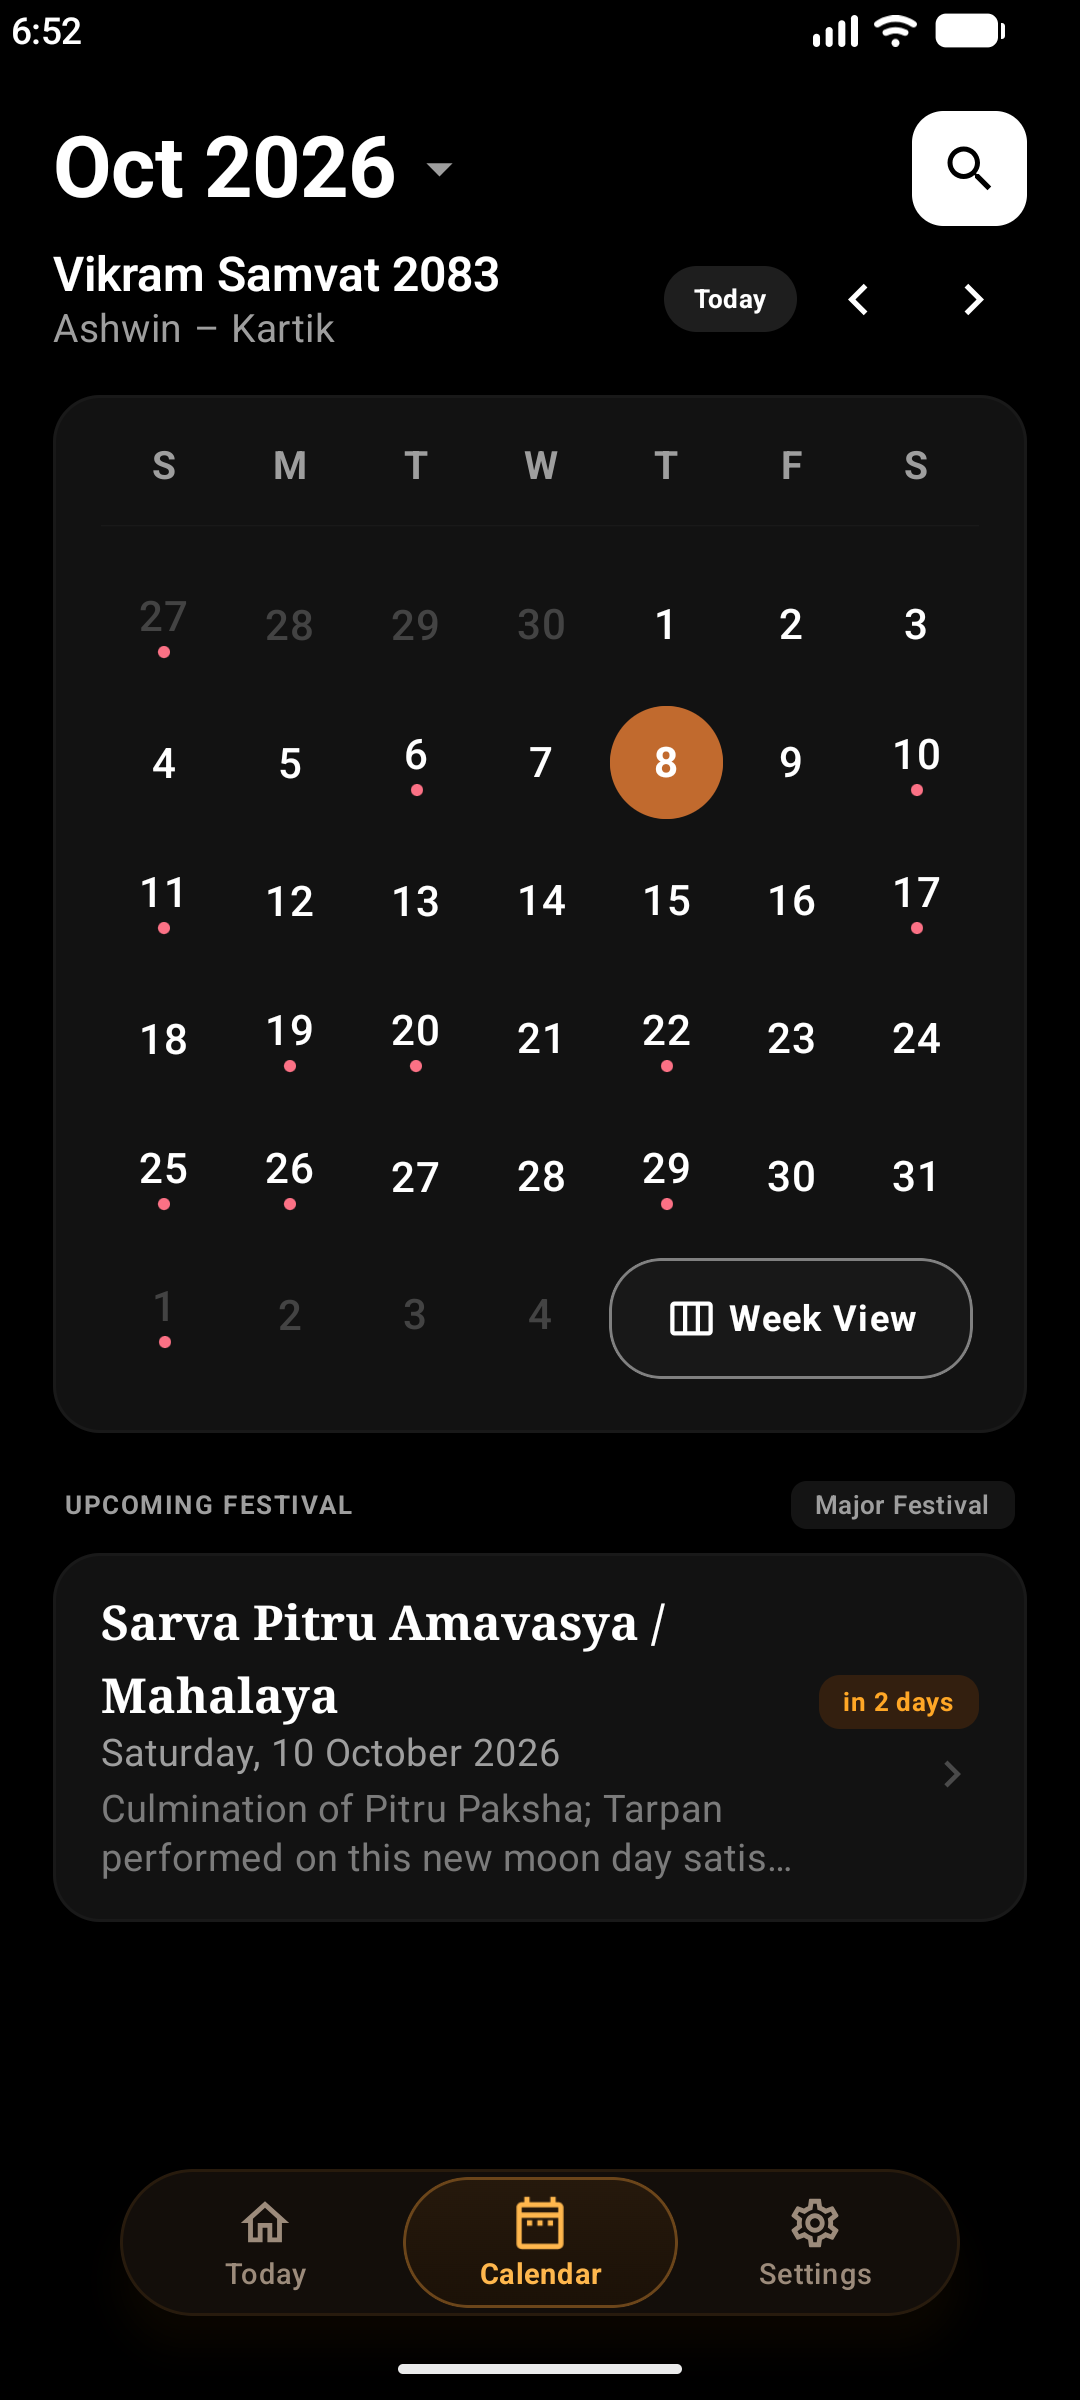 6:52
Oct 2026
Vikram Samvat 2083
Ashwin – Kartik
Today
S M T W T F S
27 28 29 30 1 2 3
4 5 6 7 8 9 10
11 12 13 14 15 16 17
18 19 20 21 22 23 24
25 26 27 28 29 30 31
1 2 3 4
Week View
UPCOMING FESTIVAL
Major Festival
Sarva Pitru Amavasya /
Mahalaya
in 2 days
Saturday, 10 October 2026
Culmination of Pitru Paksha; Tarpan
performed on this new moon day satis...
Today
Calendar
Settings